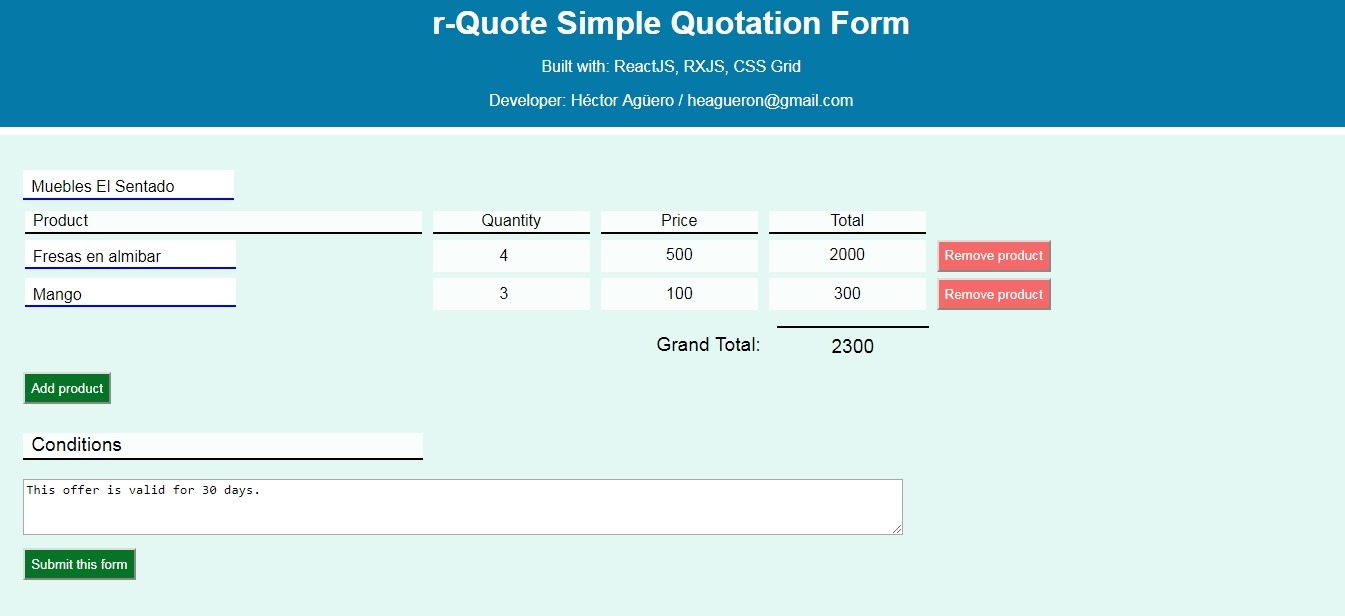 r-Quote Simple Quotation Form
Built with: ReactJS, RXJS, CSS Grid
Developer: Héctor Agüero / heagueron@gmail.com
Muebles El Sentado
Product Quantity Price Total
Fresas en almibar 4 500 2000 Remove product
Mango 3 100 300 Remove product
Grand Total: 2300
Add product
Conditions
This offer is valid for 30 days.
Submit this form